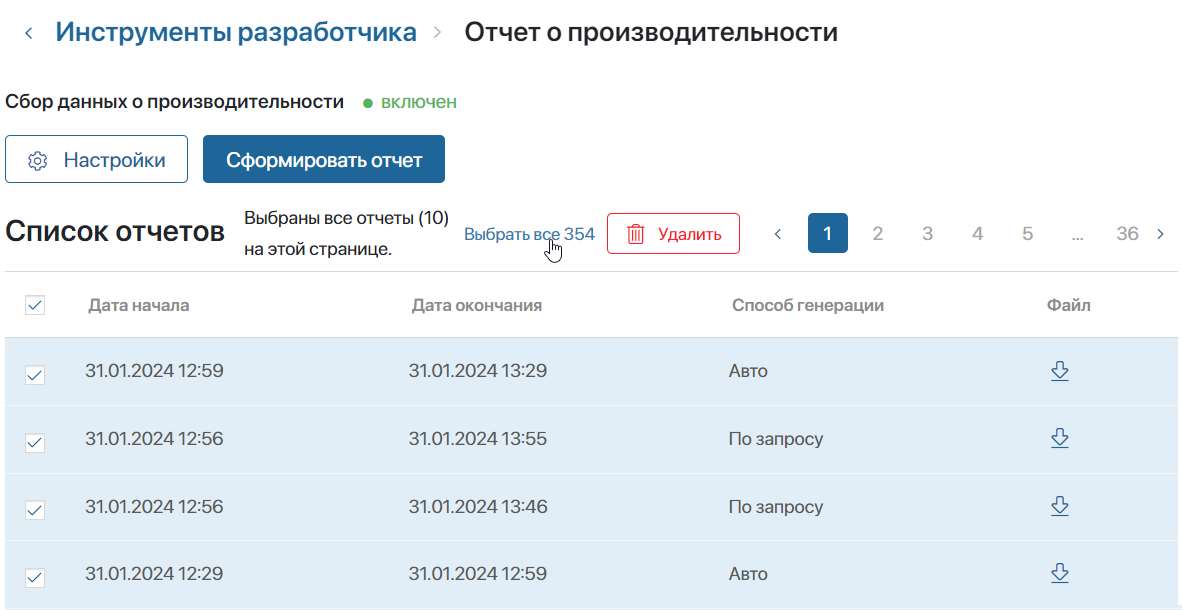 Инструменты разработчика > Отчет о производительности
Сбор данных о производительности ● включен
Настройки Сформировать отчет
Список отчетов Выбраны все отчеты (10) на этой странице. Выбрать все 354 Удалить 1 2 3 4 5 ... 36
Дата начала Дата окончания Способ генерации Файл
31.01.2024 12:59 31.01.2024 13:29 Авто
31.01.2024 12:56 31.01.2024 13:55 По запросу
31.01.2024 12:56 31.01.2024 13:46 По запросу
31.01.2024 12:29 31.01.2024 12:59 Авто